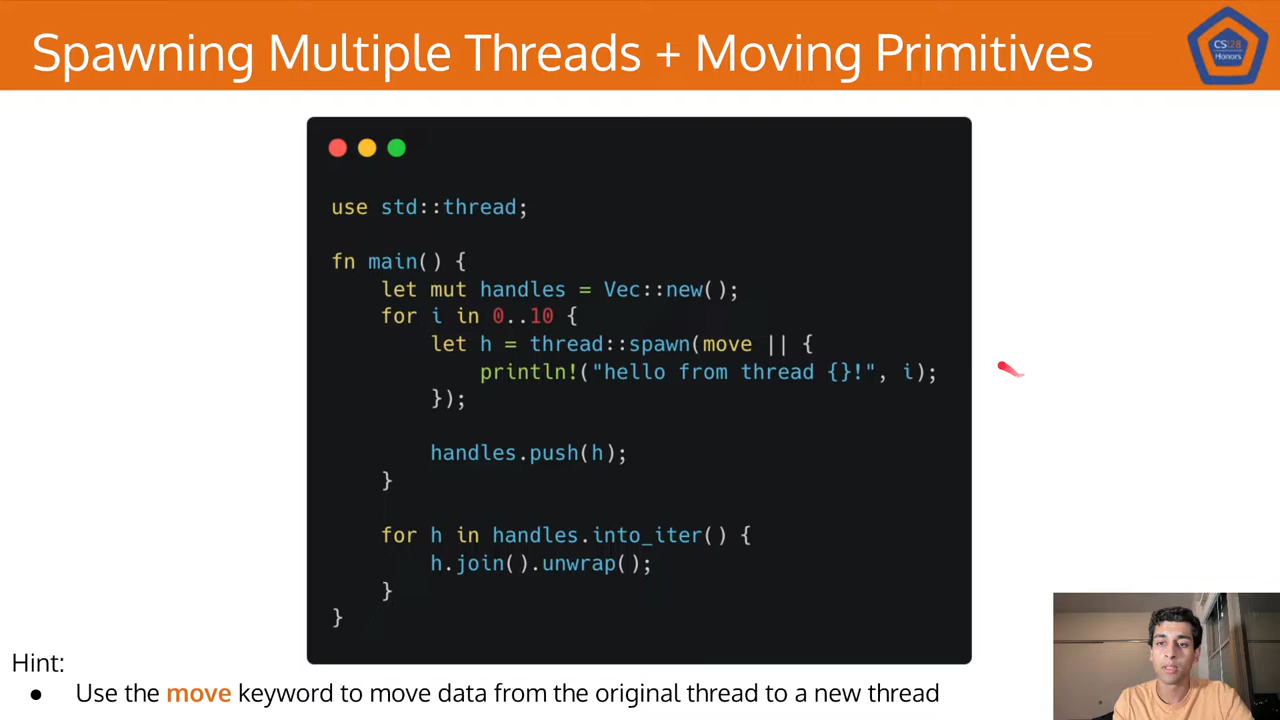 Spawning Multiple Threads + Moving Primitives
CS128
Honors
use std::thread;
fn main() {
    let mut handles = Vec::new();
    for i in 0..10 {
        let h = thread::spawn(move || {
            println!("hello from thread {}!", i);
        });
        handles.push(h);
    }
    for h in handles.into_iter() {
        h.join().unwrap();
    }
}
Hint:
● Use the move keyword to move data from the original thread to a new thread